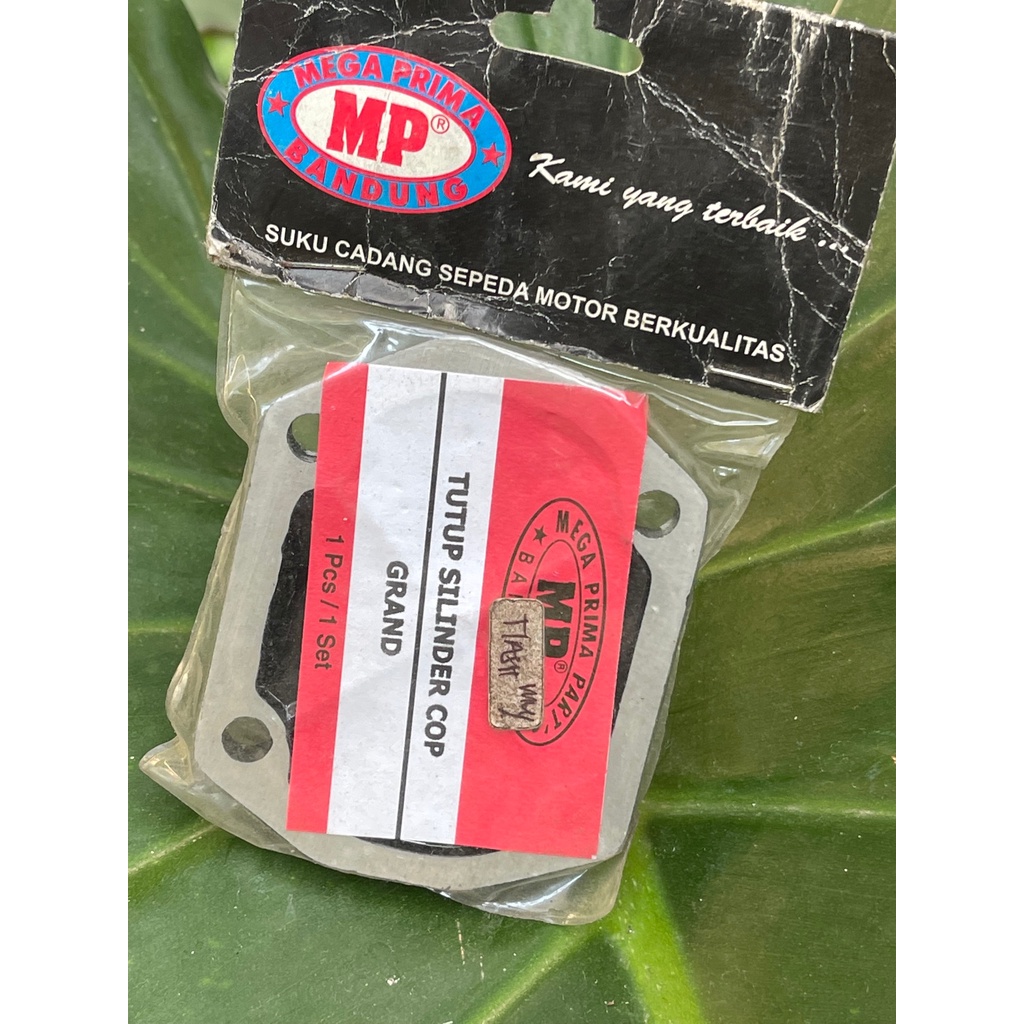 MEGA PRIMA
MP®
BANDUNG
Kami yang terbaik ...
SUKU CADANG SEPEDA MOTOR BERKUALITAS
MEGA PRIMA PART
MP®
TUTUP SILINDER COP
GRAND
1 Pcs / 1 Set